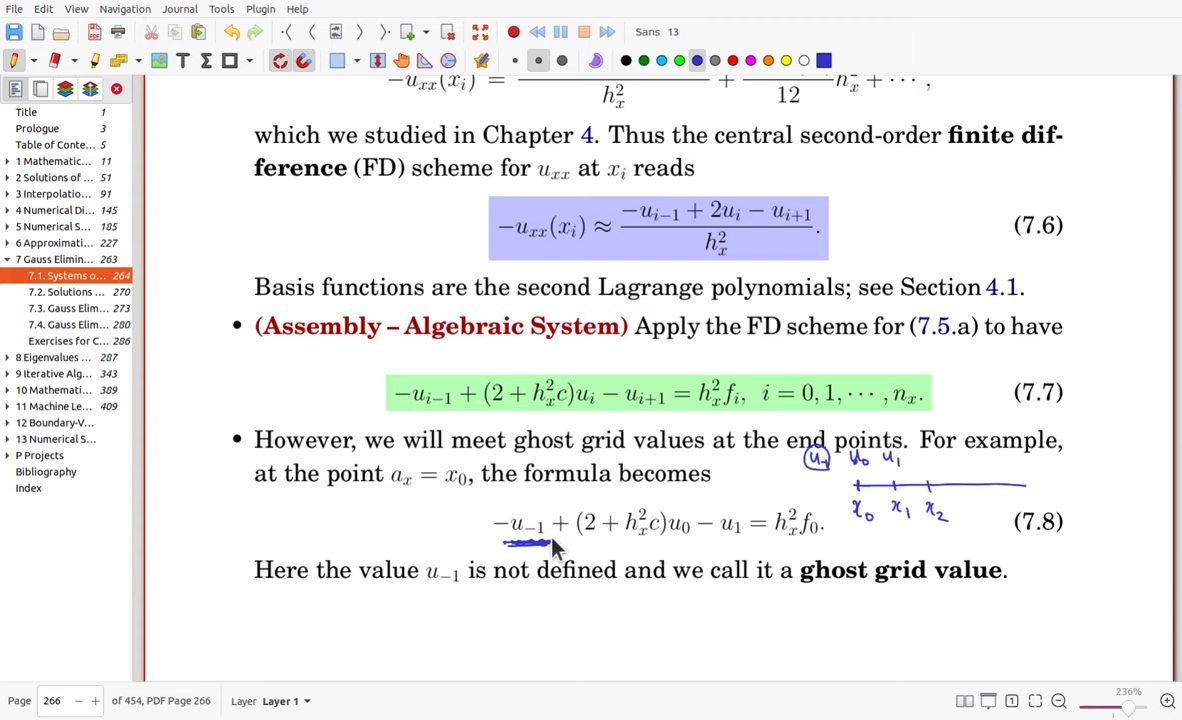 File Edit View Navigation Journal Tools Plugin Help
Sans 13
Title 1
Prologue 3
Table of Conte... 5
1 Mathematic... 11
2 Solutions of ... 51
3 Interpolatio... 91
4 Numerical Di... 145
5 Numerical S... 185
6 Approximati... 227
7 Gauss Elimin... 263
7.1. Systems o... 264
7.2. Solutions ... 270
7.3. Gauss Elim... 273
7.4. Gauss Elim... 280
Exercises for C... 286
8 Eigenvalues ... 287
9 Iterative Alg... 343
10 Mathemati... 389
11 Machine Le... 409
12 Boundary-V...
13 Numerical S...
P Projects
Bibliography
Index
−u_{xx}(x_i) = / h_x^2 + / 12 h_x^2 + ⋯ ,
which we studied in Chapter 4. Thus the central second-order finite dif-
ference (FD) scheme for u_{xx} at x_i reads
−u_{xx}(x_i) ≈ (−u_{i−1} + 2u_i − u_{i+1}) / h_x^2 . (7.6)
Basis functions are the second Lagrange polynomials; see Section 4.1.
• (Assembly – Algebraic System) Apply the FD scheme for (7.5.a) to have
−u_{i−1} + (2 + h_x^2 c)u_i − u_{i+1} = h_x^2 f_i, i = 0, 1, ⋯ , n_x. (7.7)
• However, we will meet ghost grid values at the end points. For example,
u_{-1} u_0 u_1
at the point a_x = x_0, the formula becomes
x_0 x_1 x_2
−u_{−1} + (2 + h_x^2 c)u_0 − u_1 = h_x^2 f_0. (7.8)
Here the value u_{−1} is not defined and we call it a ghost grid value.
Page 266 − + of 454, PDF Page 266 Layer Layer 1 236%